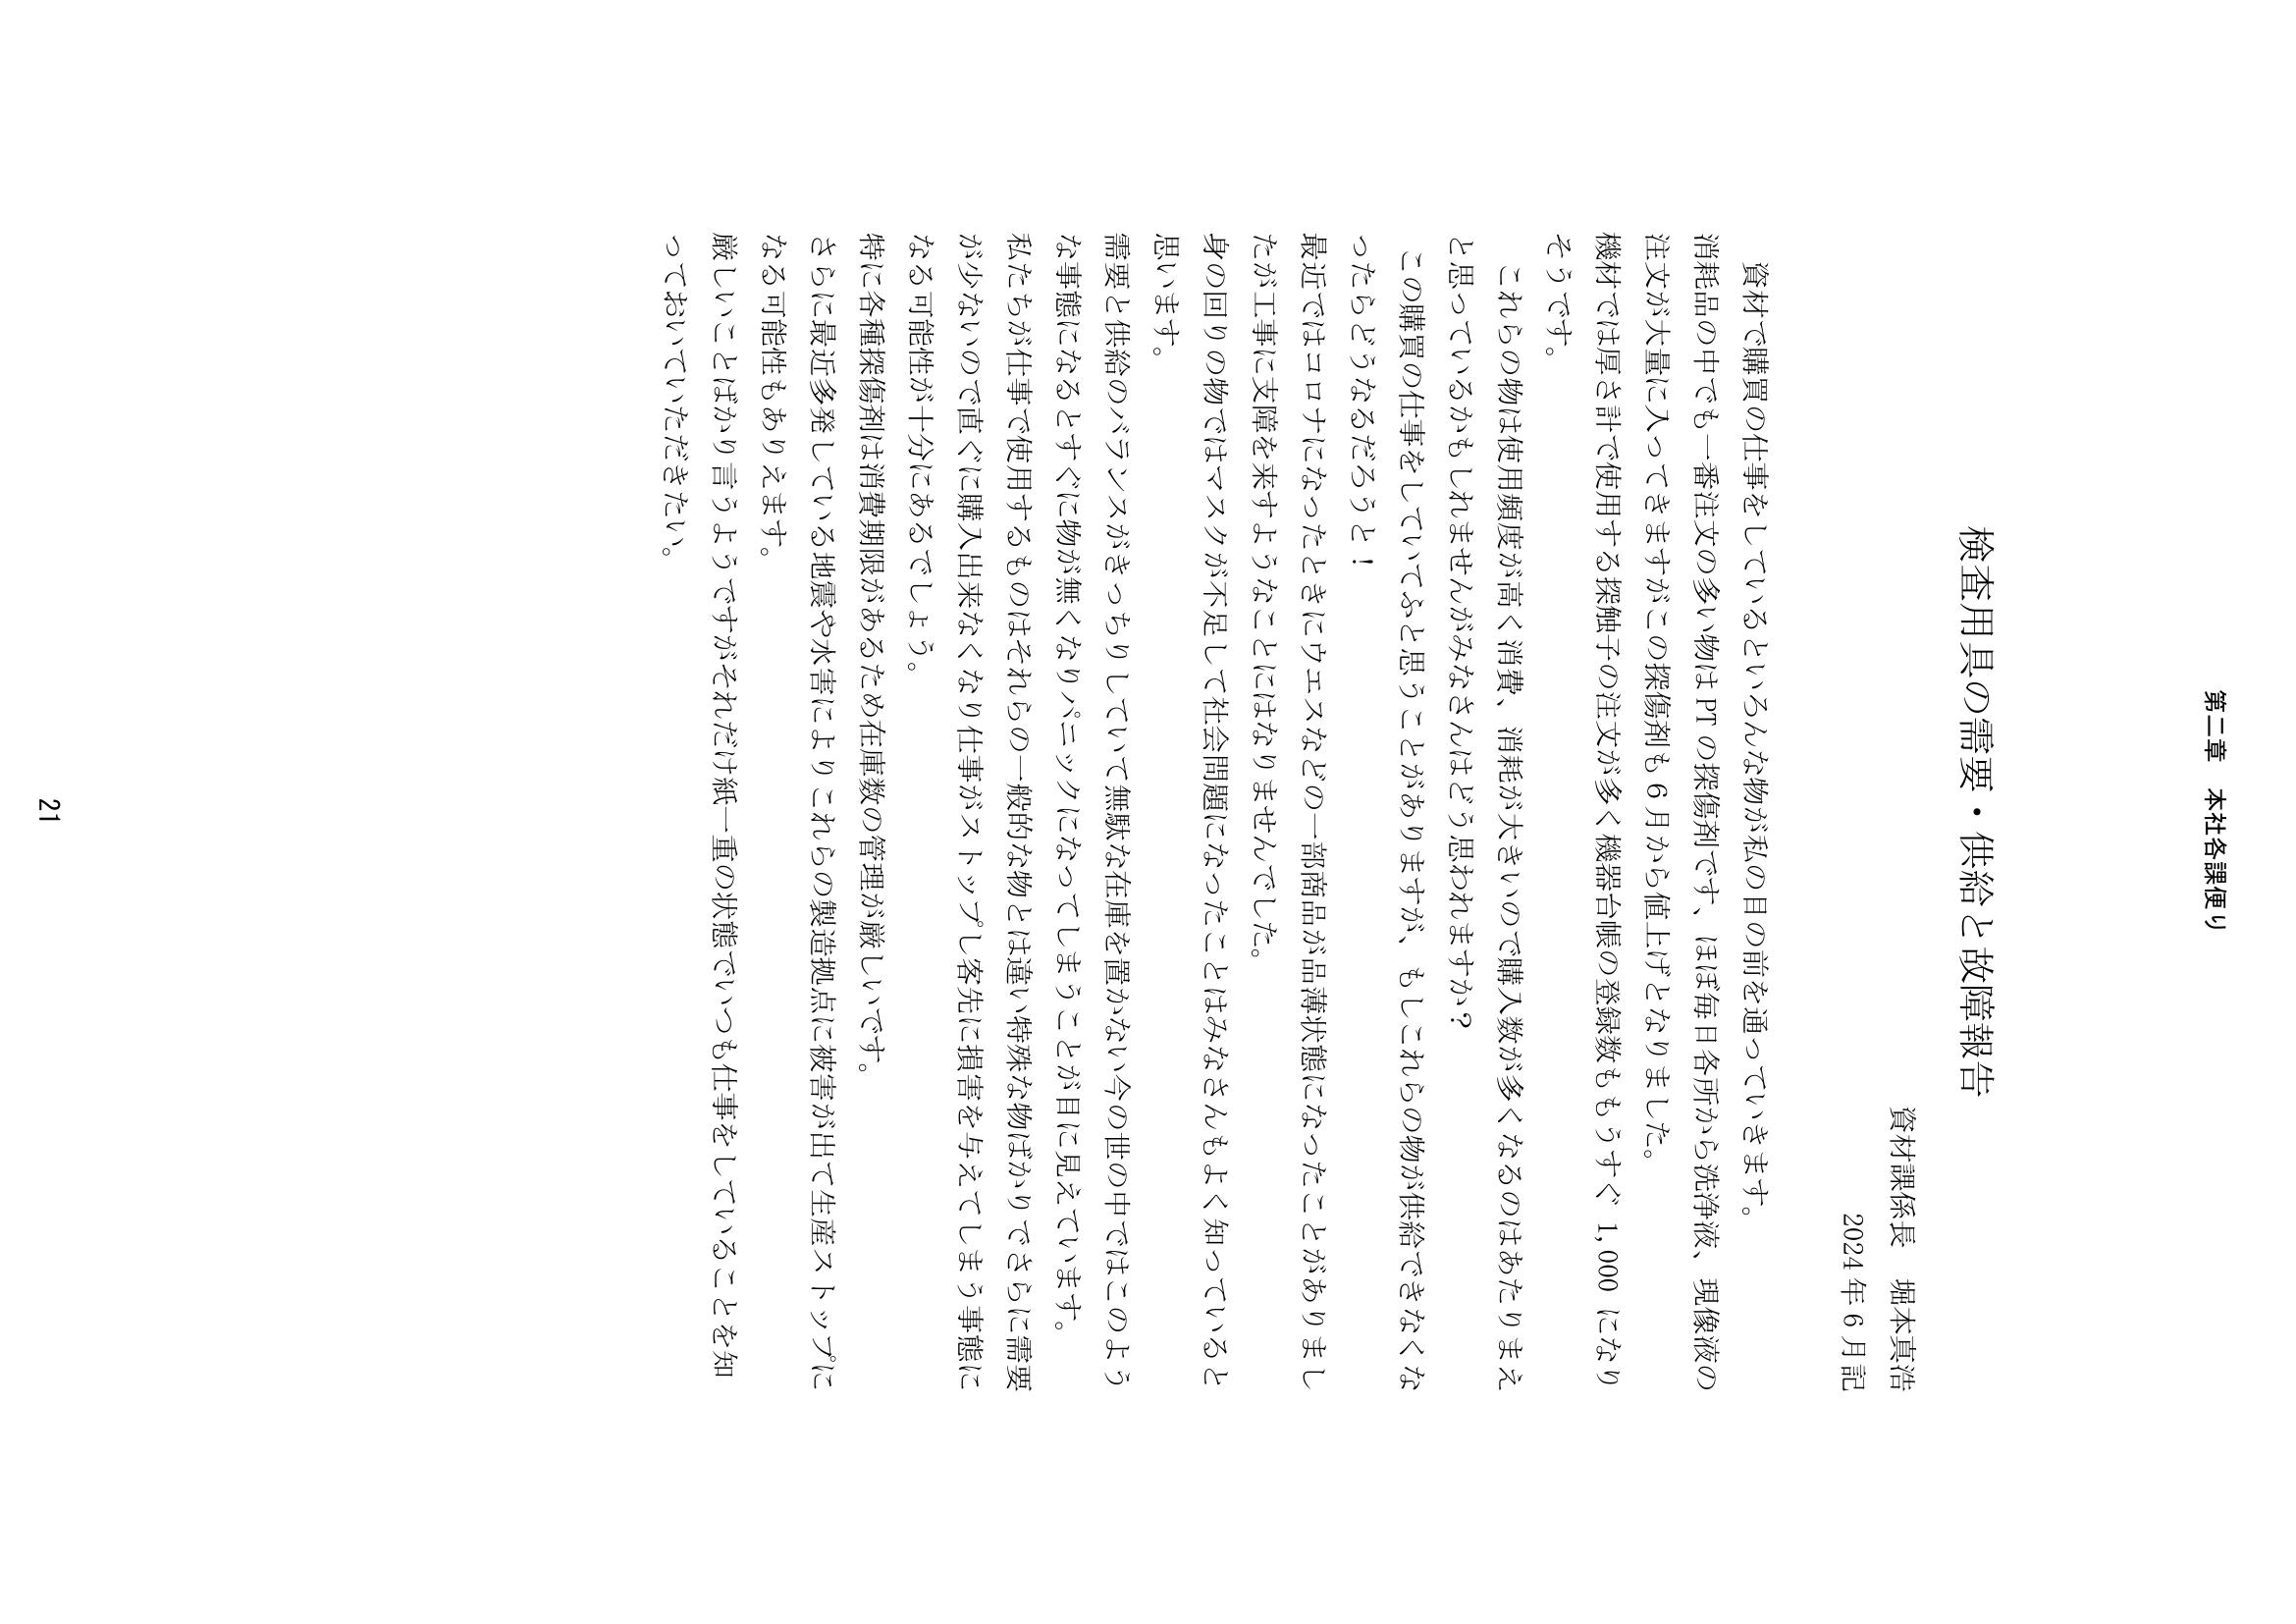 第二章　本社各課便り
検査用具の需要・供給と故障報告
資材課係長　堀本真浩
2024 年 6 月記
資材で購買の仕事をしているといろんな物が私の目の前を通っていきます。
消耗品の中でも一番注文の多い物は PT の探傷剤です、ほぼ毎日各所から洗浄液、現像液の
注文が大量に入ってきますがこの探傷剤も 6 月から値上げとなりました。
機材では厚さ計で使用する探触子の注文が多く機器台帳の登録数ももうすぐ 1,000 になり
そうです。
これらの物は使用頻度が高く消費、消耗が大きいので購入数が多くなるのはあたりまえ
と思っているかもしれませんがみなさんはどう思われますか？
この購買の仕事をしていてふと思うことがありますが、もしこれらの物が供給できなくな
ったらどうなるだろうと！
最近ではコロナになったときにウエスなどの一部商品が品薄状態になったことがありまし
たが工事に支障を来すようなことにはなりませんでした。
身の回りの物ではマスクが不足して社会問題になったことはみなさんもよく知っていると
思います。
需要と供給のバランスがきっちりしていて無駄な在庫を置かない今の世の中ではこのよう
な事態になるとすぐに物が無くなりパニックになってしまうことが目に見えています。
私たちが仕事で使用するものはそれらの一般的な物とは違い特殊な物ばかりでさらに需要
が少ないので直ぐに購入出来なくなり仕事がストップし客先に損害を与えてしまう事態に
なる可能性が十分にあるでしょう。
特に各種探傷剤は消費期限があるため在庫数の管理が厳しいです。
さらに最近多発している地震や水害によりこれらの製造拠点に被害が出て生産ストップに
なる可能性もありえます。
厳しいことばかり言うようですがそれだけ紙一重の状態でいつも仕事をしていることを知
っておいていただきたい。
21